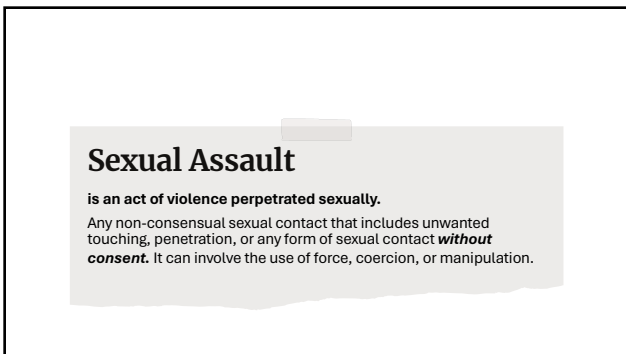 Sexual Assault
is an act of violence perpetrated sexually.
Any non-consensual sexual contact that includes unwanted
touching, penetration, or any form of sexual contact without
consent. It can involve the use of force, coercion, or manipulation.